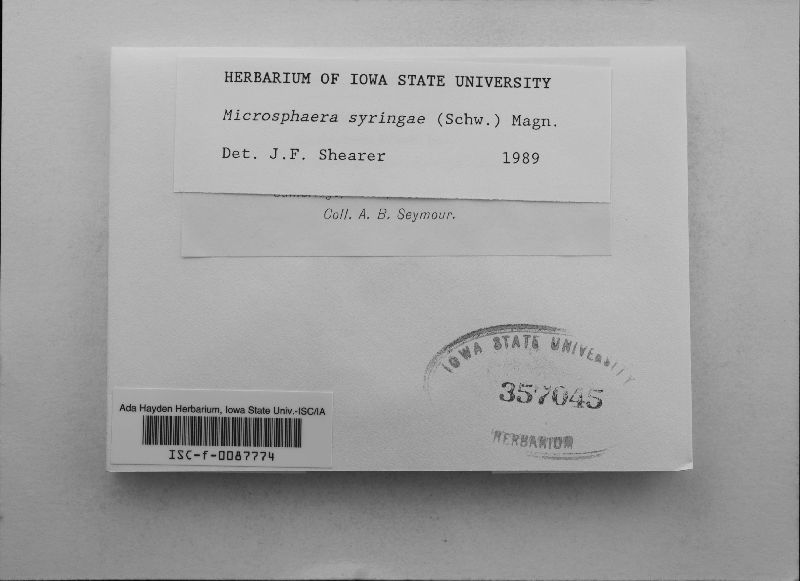 HERBARIUM OF IOWA STATE UNIVERSITY
Microsphaera syringae (Schw.) Magn.
Det. J.F. Shearer 1989
Coll. A. B. Seymour.
IOWA STATE UNIVERSITY
357045
HERBARIUM
Ada Hayden Herbarium, Iowa State Univ.-ISC/IA
ISC-f-0087774